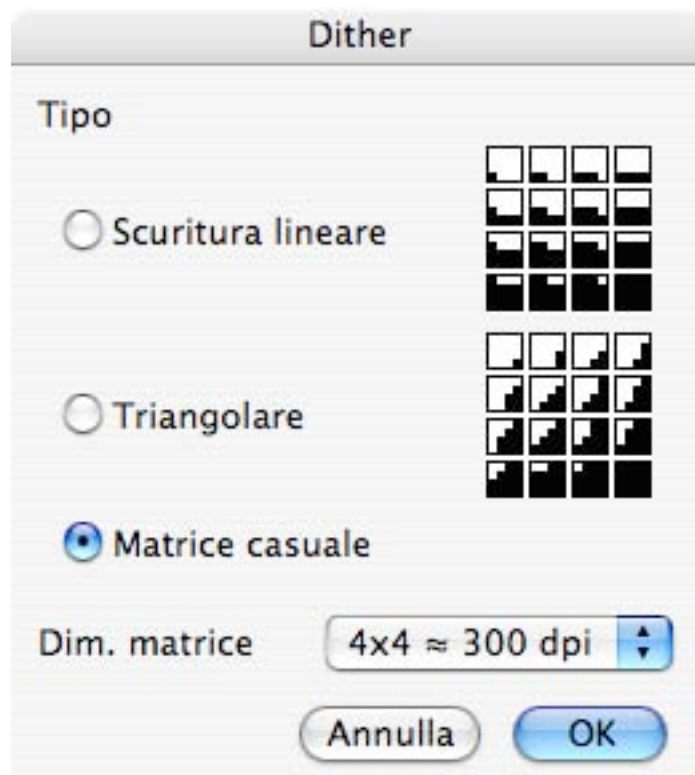 Dither
Tipo
Scuritura lineare
Triangolare
Matrice casuale
Dim. matrice 4x4 ≈ 300 dpi
Annulla OK